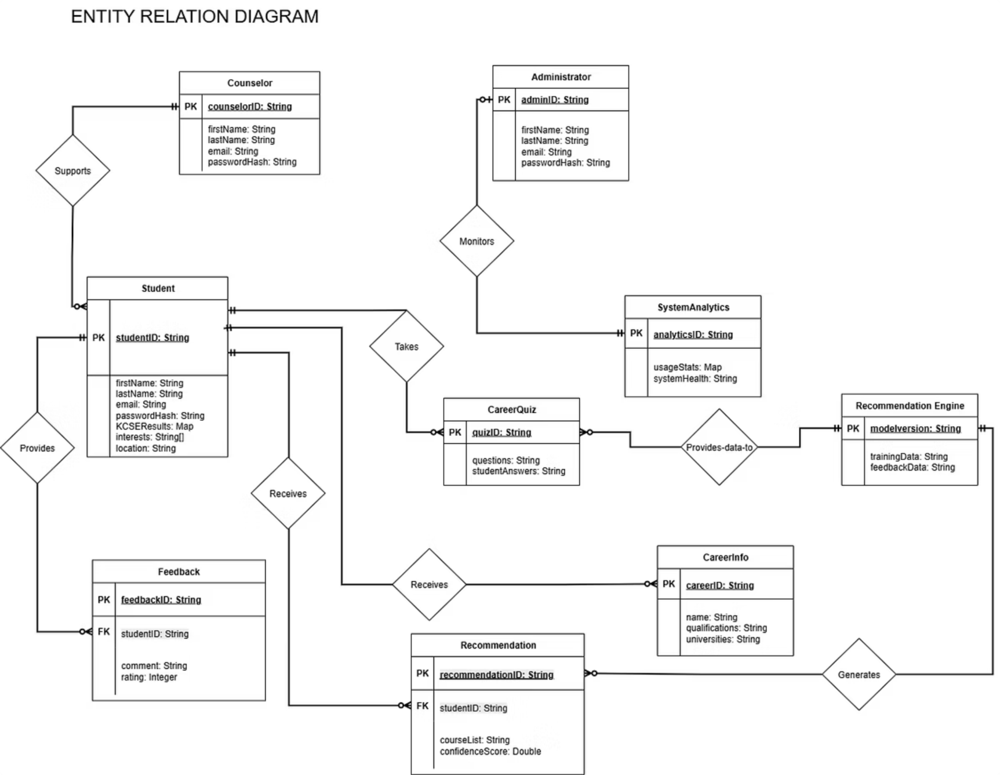 ENTITY RELATION DIAGRAM
Counselor
PK counselorID: String
firstName: String
lastName: String
email: String
passwordHash: String
Administrator
PK adminID: String
firstName: String
lastName: String
email: String
passwordHash: String
Supports
Monitors
Student
PK studentID: String
firstName: String
lastName: String
email: String
passwordHash: String
KCSEResults: Map
interests: String[]
location: String
Takes
SystemAnalytics
PK analyticsID: String
usageStats: Map
systemHealth: String
CareerQuiz
PK quizID: String
questions: String
studentAnswers: String
Provides-data-to
Recommendation Engine
PK modelversion: String
trainingData: String
feedbackData: String
Provides
Receives
Feedback
PK feedbackID: String
FK studentID: String
comment: String
rating: Integer
Receives
CareerInfo
PK careerID: String
name: String
qualifications: String
universities: String
Recommendation
PK recommendationID: String
FK studentID: String
courseList: String
confidenceScore: Double
Generates